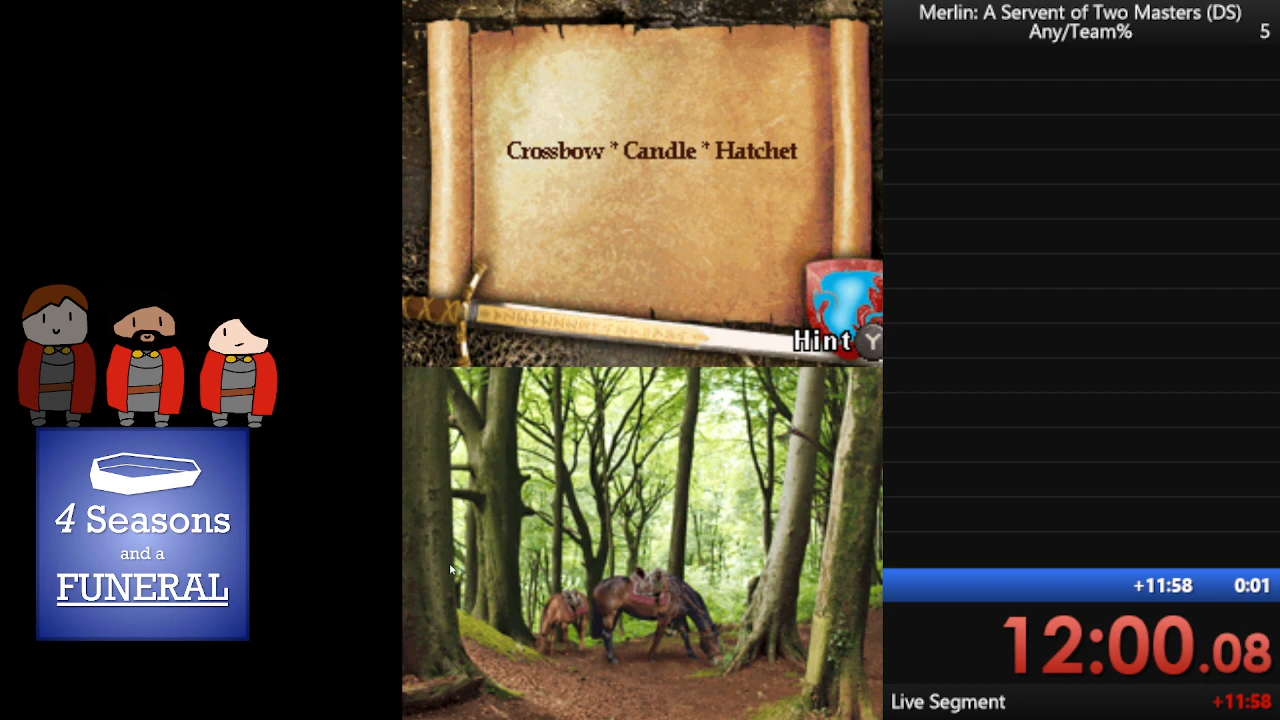 Crossbow * Candle * Hatchet
Hint Y
4 Seasons
and a
FUNERAL
Merlin: A Servent of Two Masters (DS)
Any/Team%
5
+11:58 0:01
12:00.08
Live Segment +11:58